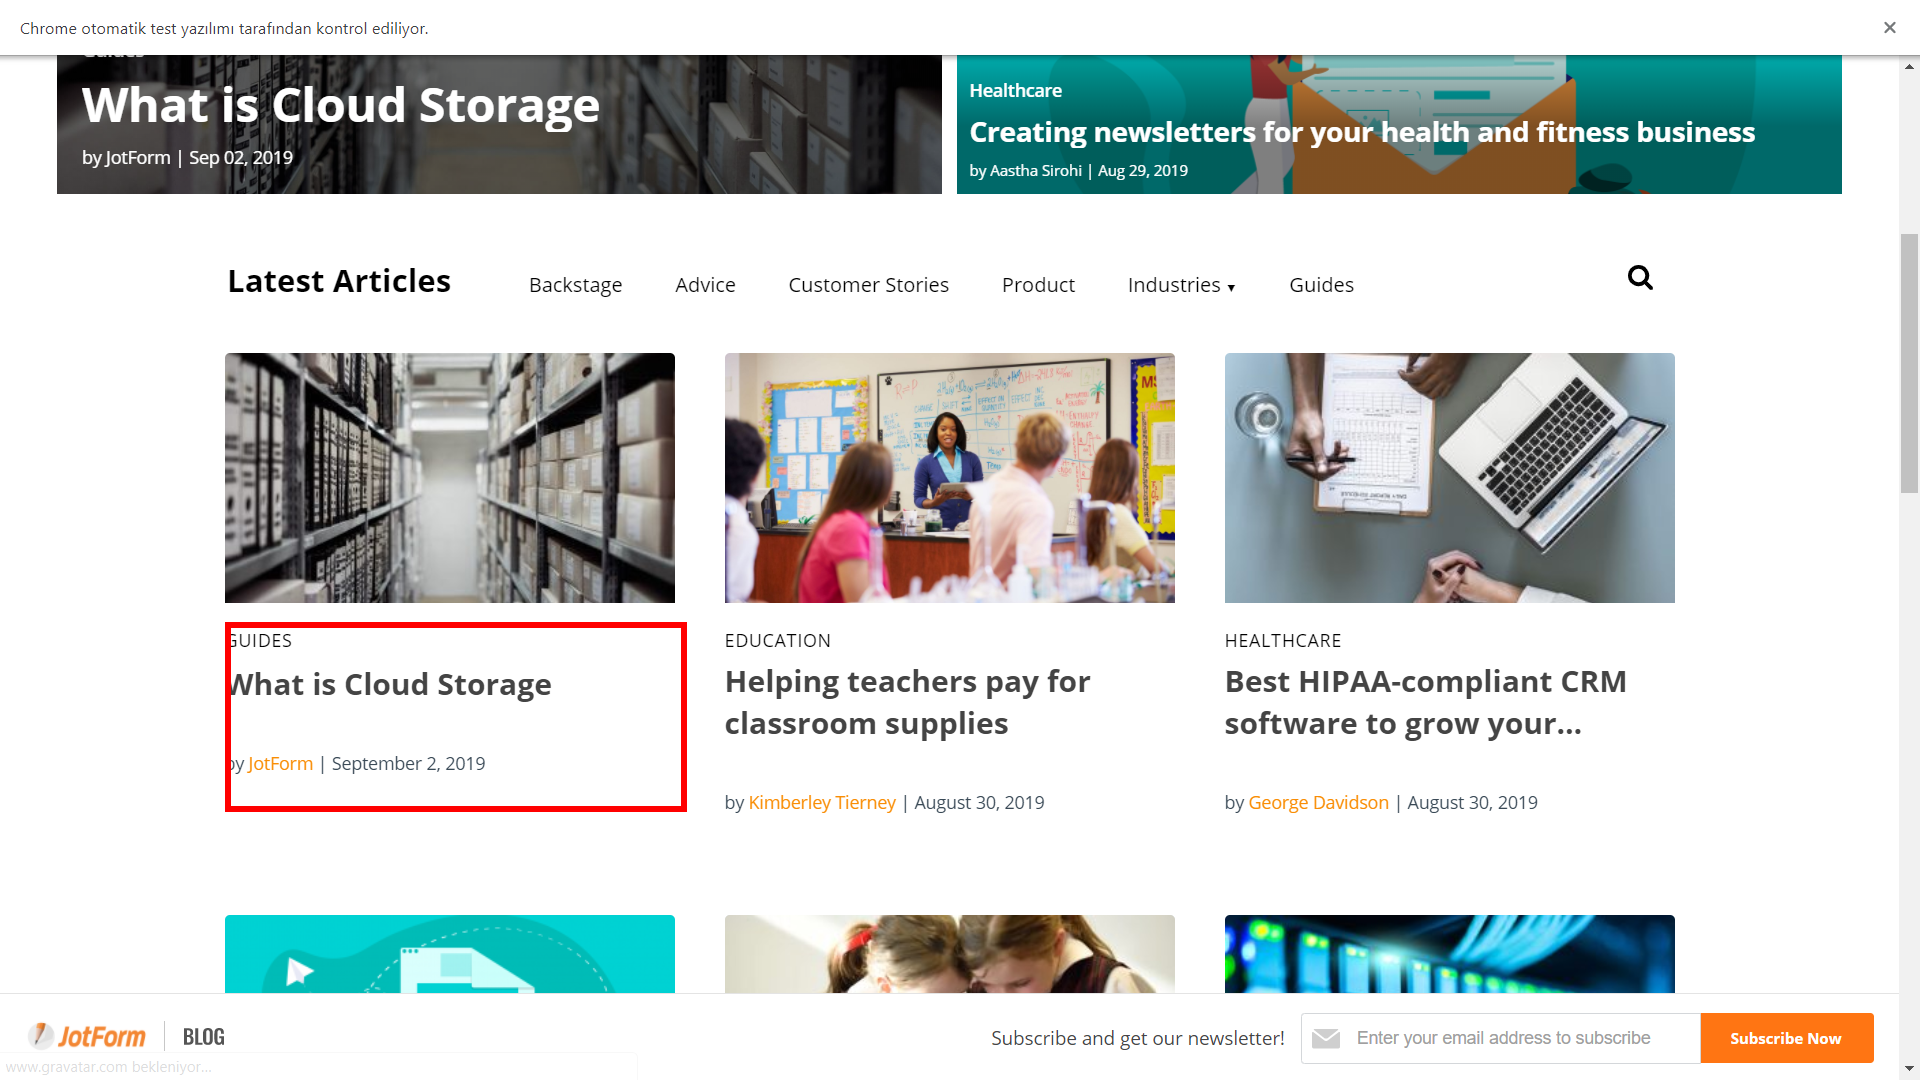 Chrome otomatik test yazılımı tarafından kontrol ediliyor.
Guides
What is Cloud Storage
by JotForm | Sep 02, 2019
Healthcare
Creating newsletters for your health and fitness business
by Aastha Sirohi | Aug 29, 2019
Latest Articles
Backstage
Advice
Customer Stories
Product
Industries ▼
Guides
GUIDES
What is Cloud Storage
by JotForm | September 2, 2019
EDUCATION
Helping teachers pay for
classroom supplies
by Kimberley Tierney | August 30, 2019
HEALTHCARE
Best HIPAA-compliant CRM
software to grow your...
by George Davidson | August 30, 2019
JotForm
BLOG
Subscribe and get our newsletter!
Enter your email address to subscribe
Subscribe Now
www.gravatar.com bekleniyor...